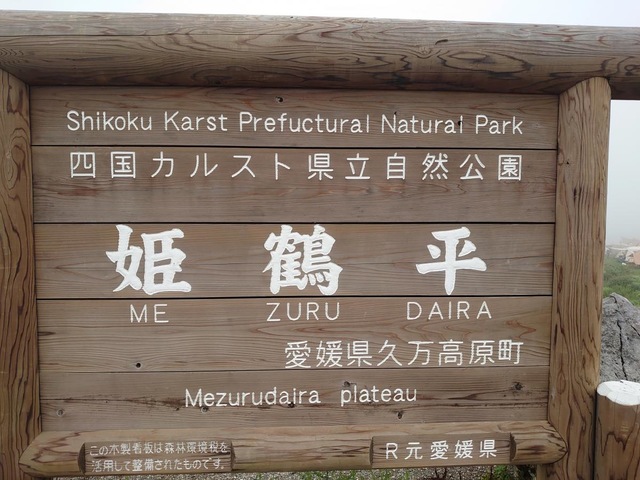 Shikoku Karst Prefuctural Natural Park
四国カルスト県立自然公園
姫鶴平
ME ZURU DAIRA
愛媛県久万高原町
Mezurudaira plateau
この木製看板は森林環境税を
活用して整備されたものです。
R元愛媛県